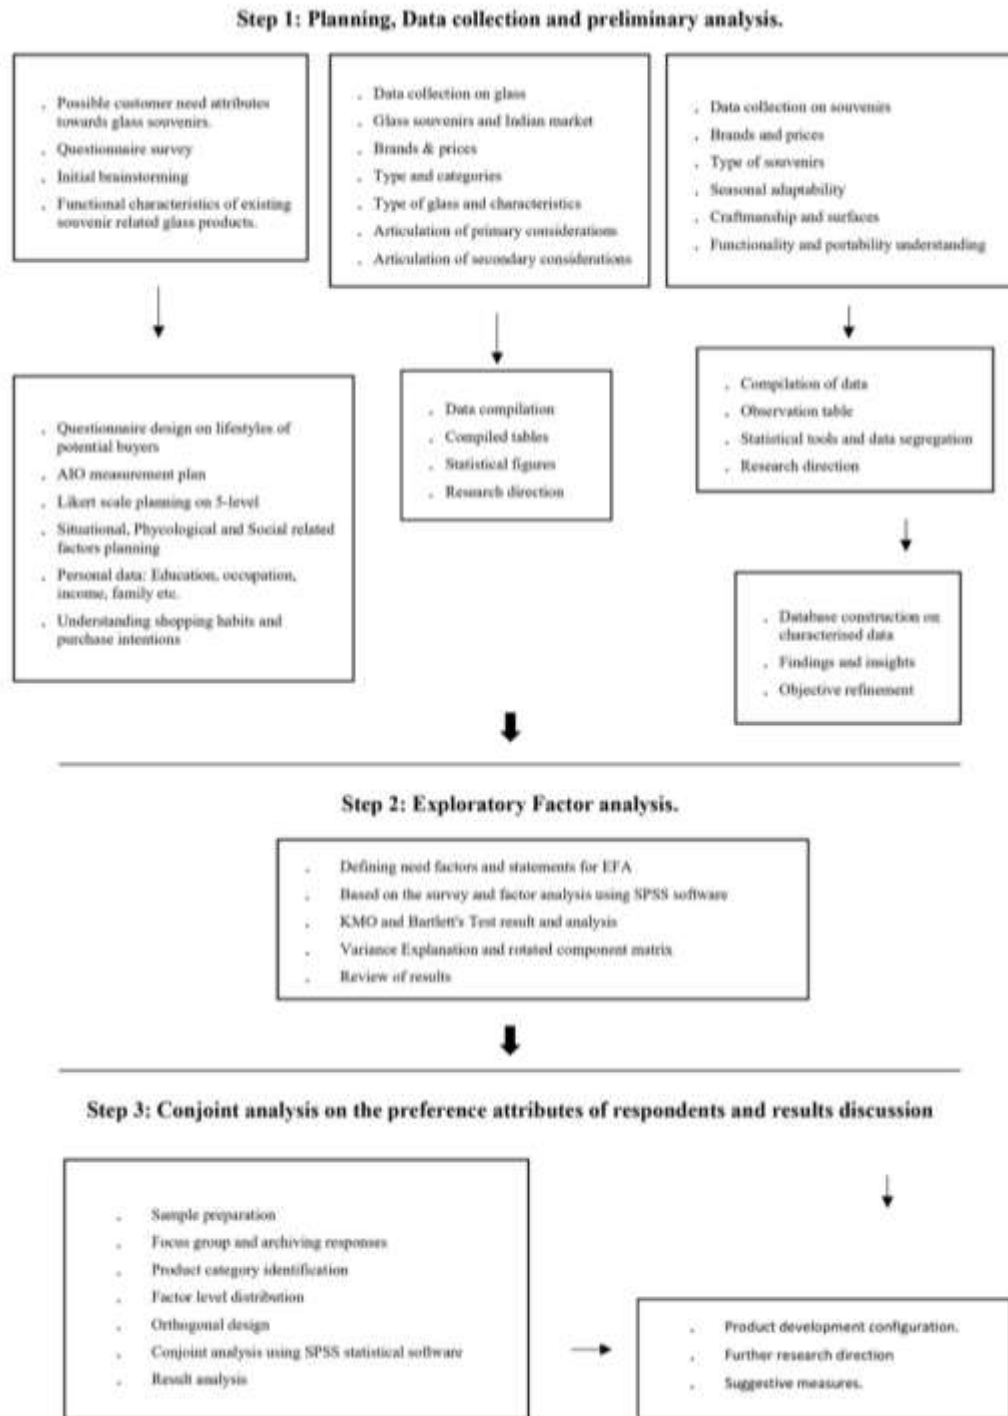 Step 1: Planning, Data collection and preliminary analysis.
Possible customer need attributes
towards glass souvenirs.
Questionnaire survey
Initial brainstorming
Functional characteristics of existing
souvenir related glass products.
Data collection on glass
Glass souvenirs and Indian market
Brands & prices
Type and categories
Type of glass and characteristics
Articulation of primary considerations
Articulation of secondary considerations
Data collection on souvenirs
Brands and prices
Type of souvenirs
Seasonal adaptability
Craftmanship and surfaces
Functionality and portability understanding
Questionnaire design on lifestyles of
potential buyers
AIO measurement plan
Likert scale planning on 5-level
Situational, Phycological and Social related
factors planning
Personal data: Education, occupation,
income, family etc.
Understanding shopping habits and
purchase intentions
Data compilation
Compiled tables
Statistical figures
Research direction
Compilation of data
Observation table
Statistical tools and data segregation
Research direction
Database construction on
characterised data
Findings and insights
Objective refinement
Step 2: Exploratory Factor analysis.
Defining need factors and statements for EFA
Based on the survey and factor analysis using SPSS software
KMO and Bartlett's Test result and analysis
Variance Explanation and rotated component matrix
Review of results
Step 3: Conjoint analysis on the preference attributes of respondents and results discussion
Sample preparation
Focus group and archiving responses
Product category identification
Factor level distribution
Orthogonal design
Conjoint analysis using SPSS statistical software
Result analysis
Product development configuration.
Further research direction
Suggestive measures.